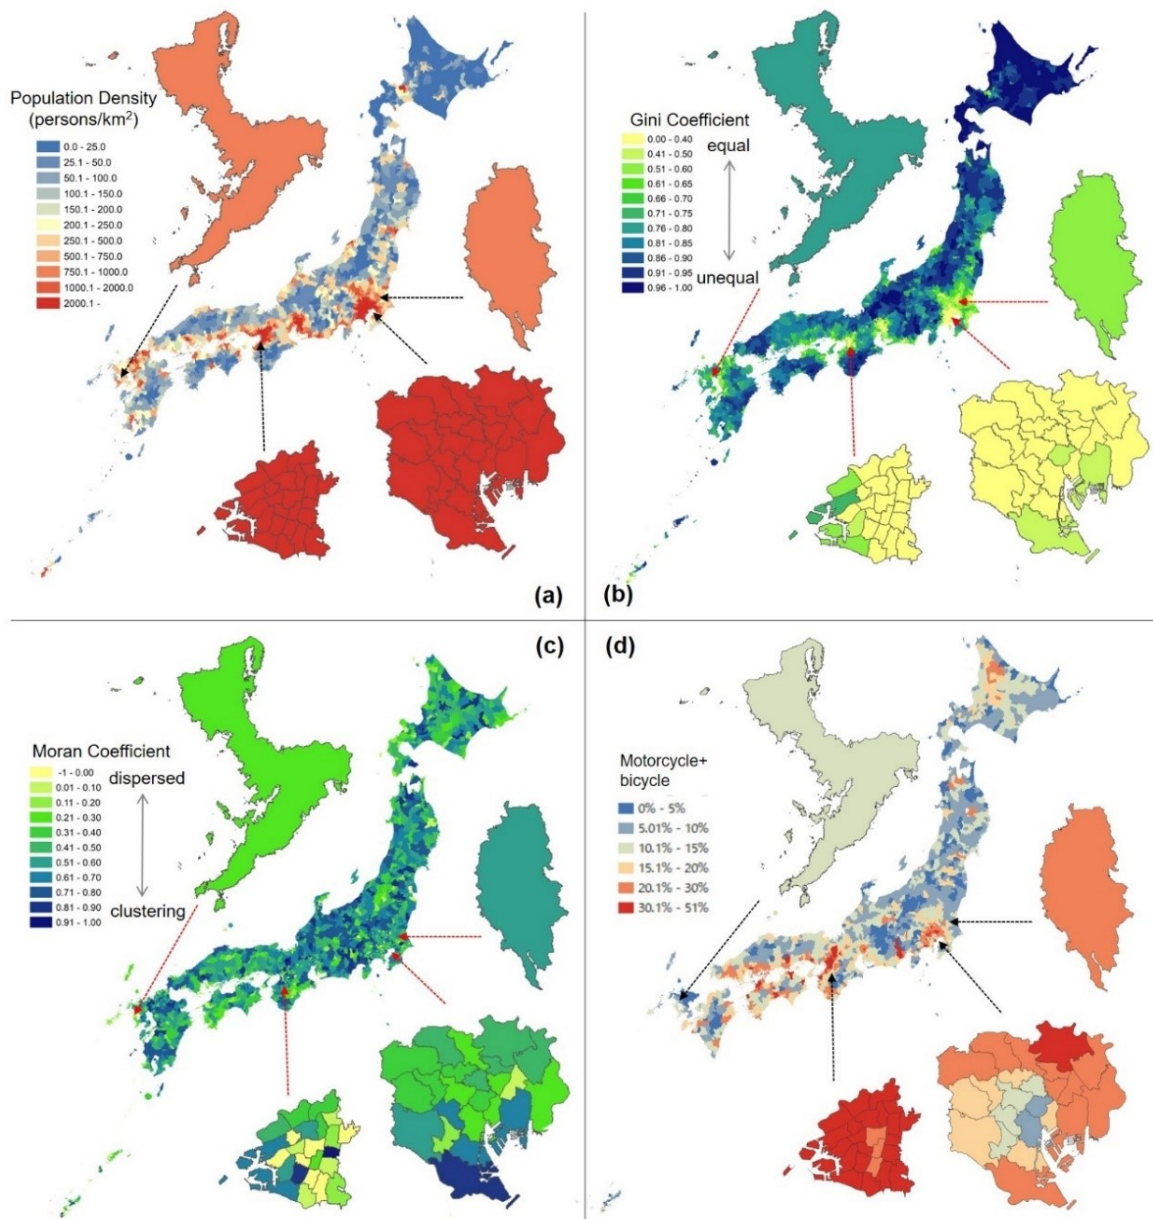 Population Density
(persons/km²)
0.0 - 25.0
25.1 - 50.0
50.1 - 100.0
100.1 - 150.0
150.1 - 200.0
200.1 - 250.0
250.1 - 500.0
500.1 - 750.0
750.1 - 1000.0
1000.1 - 2000.0
2000.1 -
(a)
Gini Coefficient
0.00 - 0.40
0.41 - 0.50
0.51 - 0.60
0.61 - 0.65
0.66 - 0.70
0.71 - 0.75
0.76 - 0.80
0.81 - 0.85
0.86 - 0.90
0.91 - 0.95
0.96 - 1.00
equal
unequal
(b)
(c)
Moran Coefficient
-1 - 0.00
0.01 - 0.10
0.11 - 0.20
0.21 - 0.30
0.31 - 0.40
0.41 - 0.50
0.51 - 0.60
0.61 - 0.70
0.71 - 0.80
0.81 - 0.90
0.91 - 1.00
dispersed
clustering
(d)
Motorcycle+
bicycle
0% - 5%
5.01% - 10%
10.1% - 15%
15.1% - 20%
20.1% - 30%
30.1% - 51%